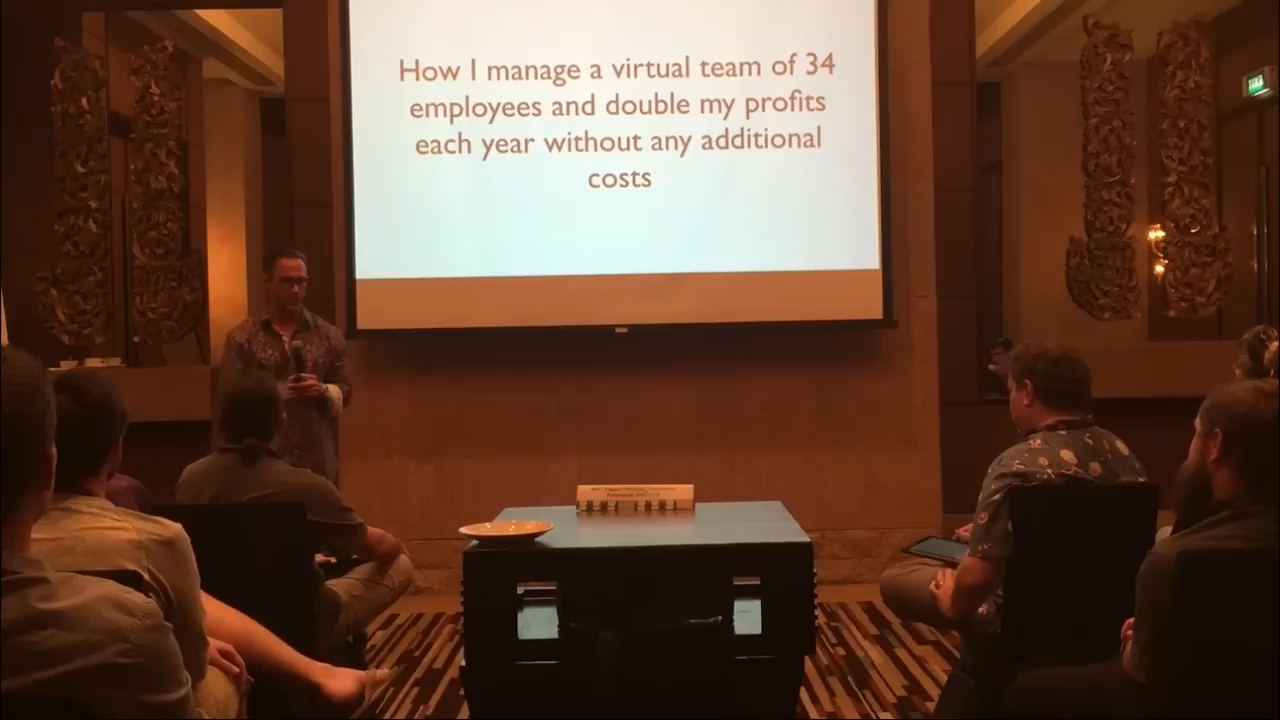 How I manage a virtual team of 34
employees and double my profits
each year without any additional
costs